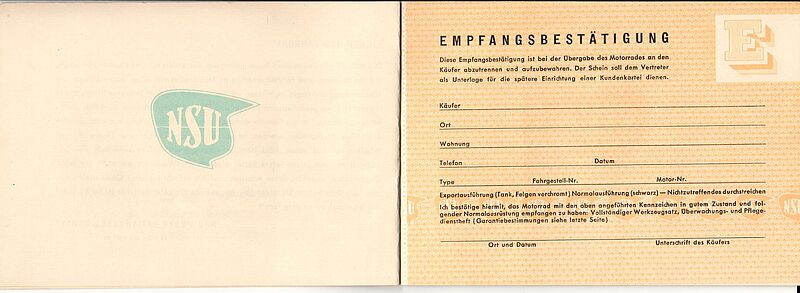 NSU
EMPFANGSBESTÄTIGUNG
E
Diese Empfangsbestätigung ist bei der Übergabe des Motorrades an den
Käufer abzutrennen und aufzubewahren. Der Schein soll dem Vertreter
als Unterlage für die spätere Einrichtung einer Kundenkartei dienen.
Käufer
Ort
Wohnung
Telefon Datum
Type Fahrgestell-Nr. Motor-Nr.
Exportausführung (Tank, Felgen verchromt) Normalausführung (schwarz) — Nichtzutreffendes durchstreichen
Ich bestätige hiermit, das Motorrad mit den oben angeführten Kennzeichen in gutem Zustand und fol-
gender Normalausrüstung empfangen zu haben: Vollständiger Werkzeugsatz, Überwachungs- und Pflege-
dienstheft (Garantiebestimmungen siehe letzte Seite)
NSU
Ort und Datum Unterschrift des Käufers